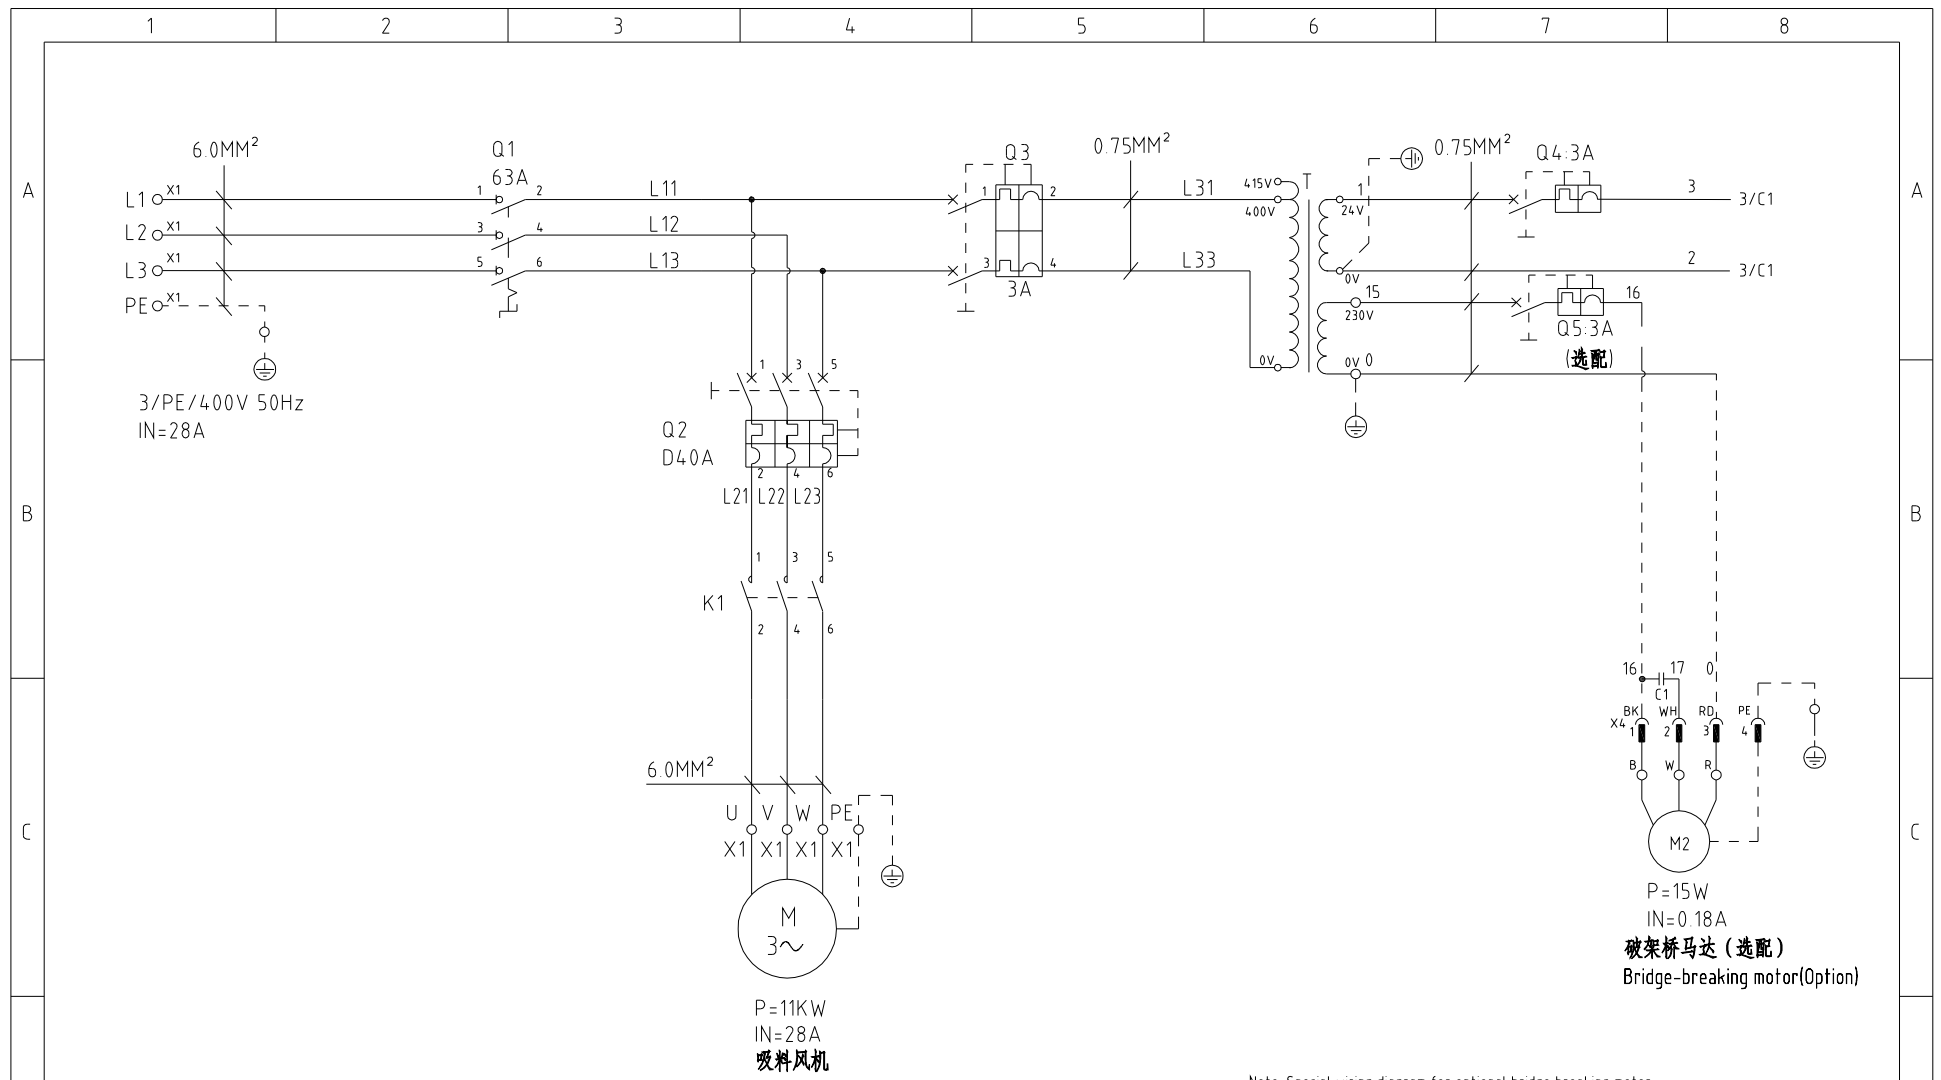 1 2 3 4 5 6 7 8
6.0MM²
Q1
63A
Q3
0.75MM²
0.75MM²
Q4:3A
A
A
L1 X1
1 2
L11
1 2
L31
415V
400V
T
1
24V
3
3/C1
L2 X1
3 4
L12
L3 X1
5 6
L13
3 4
3A
L33
0V
2
3/C1
PE X1
15
230V
16
Q5:3A
(选配)
0V
0V 0
3/PE/400V 50Hz
IN=28A
1 3 5
Q2
D40A
2 4 6
L21 L22 L23
B
B
1 3 5
K1
2 4 6
16 17 0
C1
BK WH RD PE
X4 1 2 3 4
B W R
6.0MM²
U V W PE
X1 X1 X1 X1
C
C
M2
P=15W
IN=0.18A
破架桥马达（选配）
Bridge-breaking motor(Option)
M
3~
P=11KW
IN=28A
吸料风机